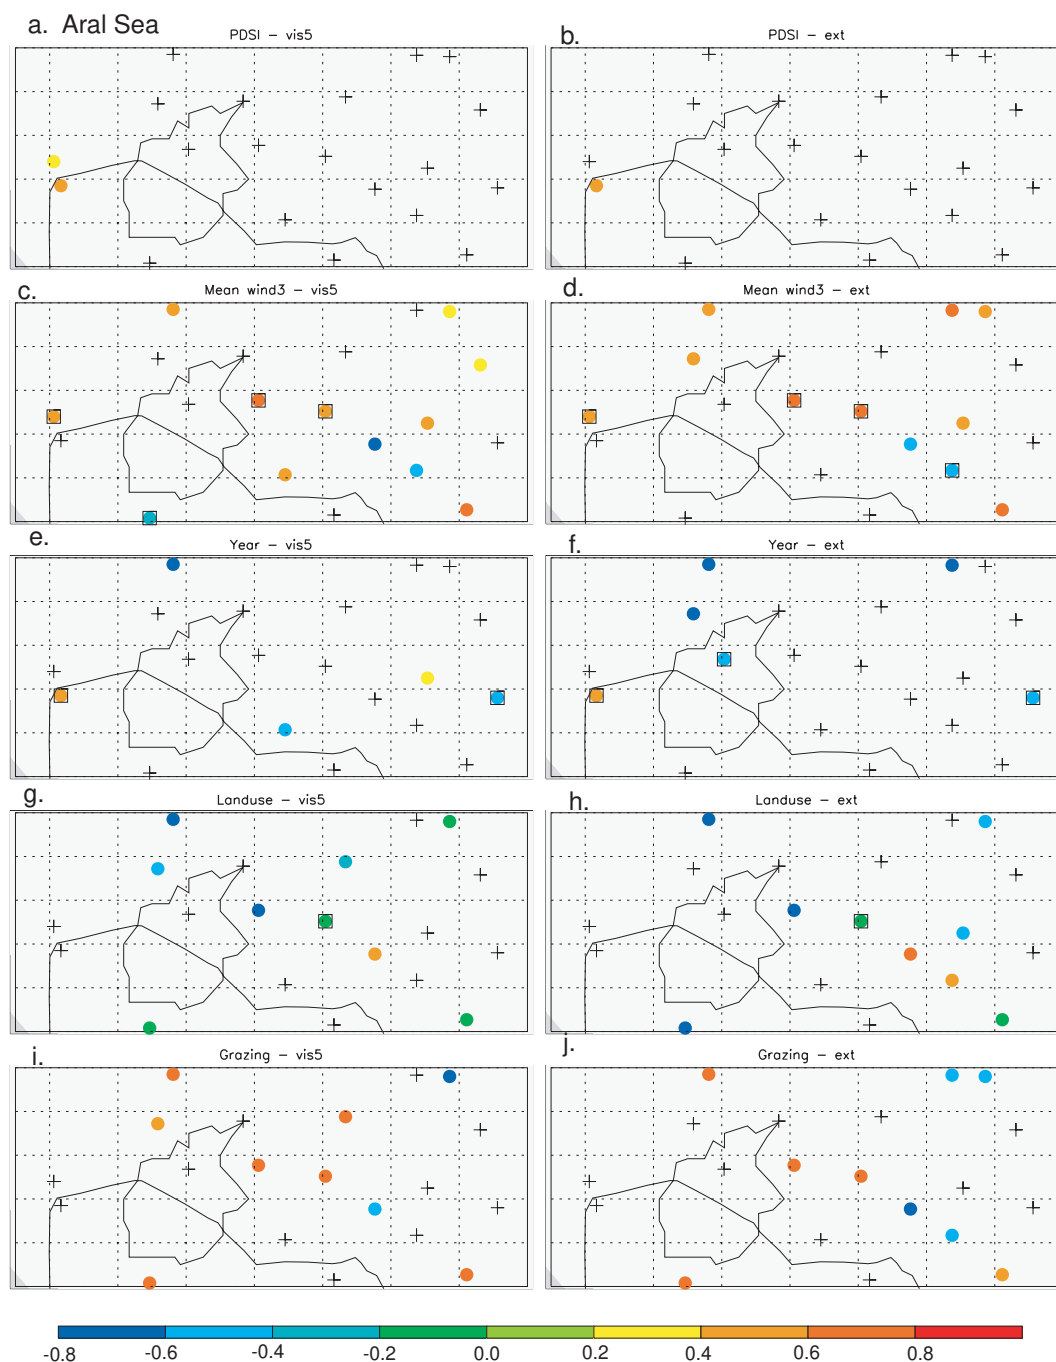 a. Aral Sea
PDSI – vis5
b.
PDSI – ext
c.
Mean wind3 – vis5
d.
Mean wind3 – ext
e.
Year – vis5
f.
Year – ext
g.
Landuse – vis5
h.
Landuse – ext
i.
Grazing – vis5
j.
Grazing – ext
-0.8 -0.6 -0.4 -0.2 0.0 0.2 0.4 0.6 0.8